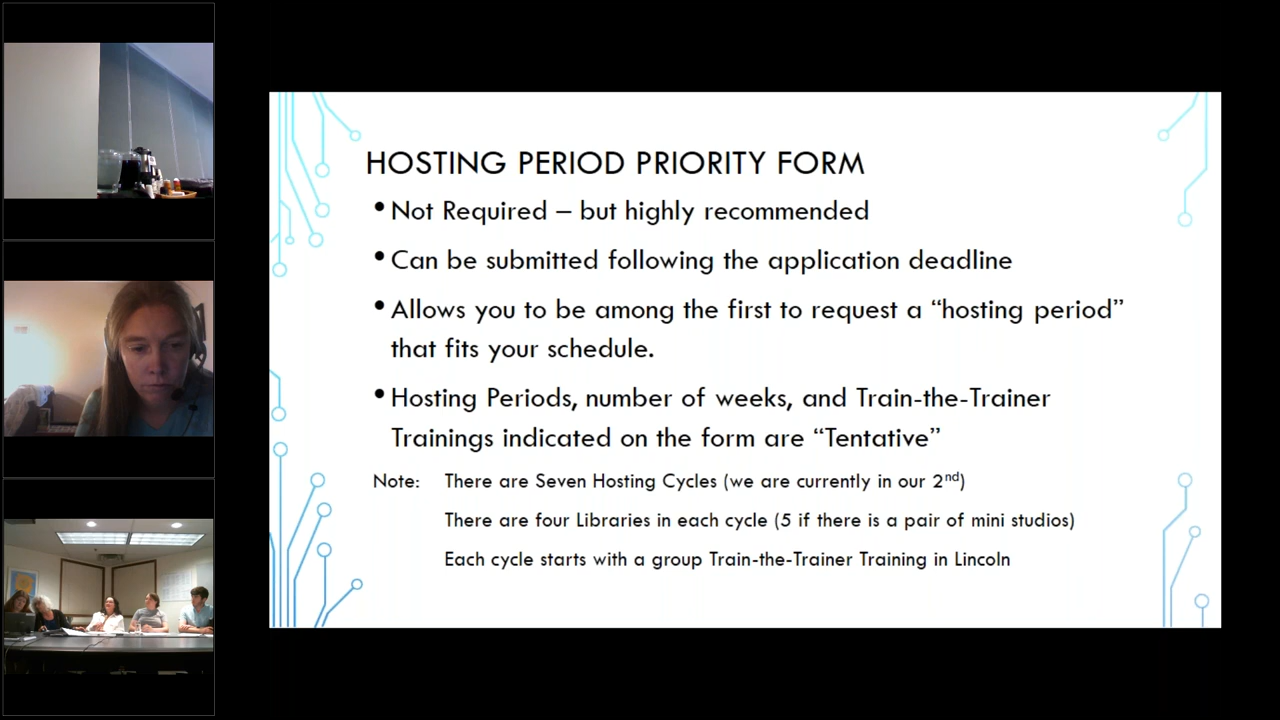 HOSTING PERIOD PRIORITY FORM
• Not Required – but highly recommended
• Can be submitted following the application deadline
• Allows you to be among the first to request a “hosting period”
that fits your schedule.
• Hosting Periods, number of weeks, and Train-the-Trainer
Trainings indicated on the form are “Tentative”
Note: There are Seven Hosting Cycles (we are currently in our 2nd)
There are four Libraries in each cycle (5 if there is a pair of mini studios)
Each cycle starts with a group Train-the-Trainer Training in Lincoln